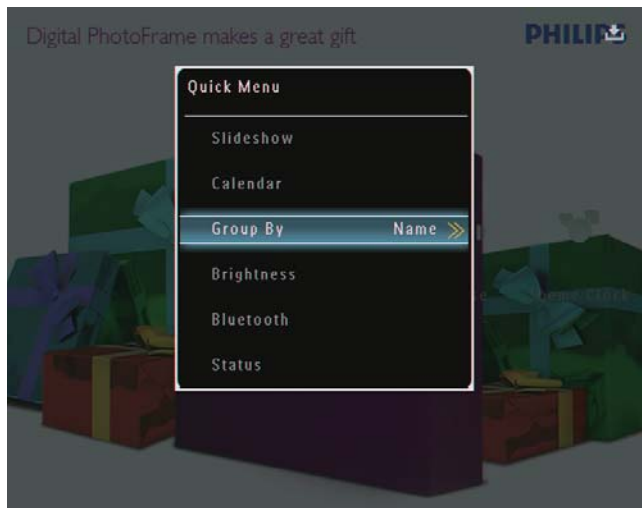 Digital PhotoFrame makes a great gift
PHILIPS
Quick Menu
Slideshow
Calendar
Group By Name
Brightness
Bluetooth
Status